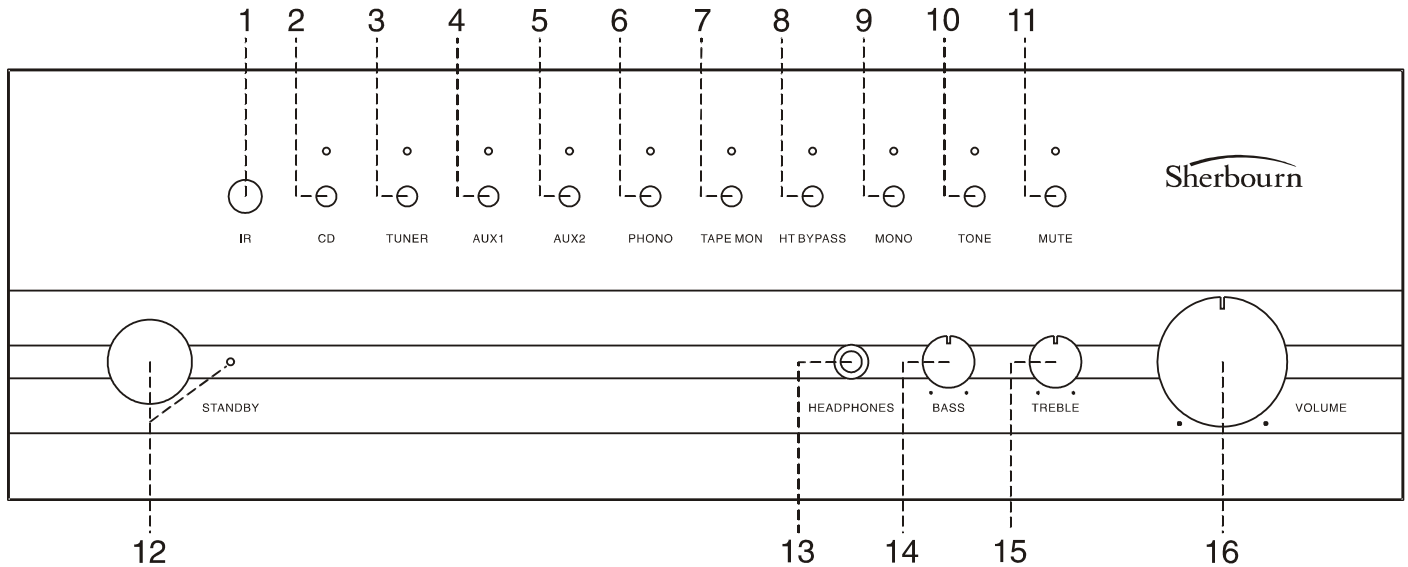 1 2 3 4 5 6 7 8 9 10 11
Sherbourn
IR CD TUNER AUX1 AUX2 PHONO TAPE MON HT BYPASS MONO TONE MUTE
STANDBY HEADPHONES BASS TREBLE VOLUME
12 13 14 15 16